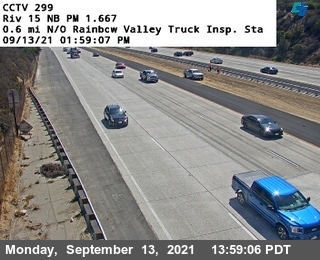 CCTV 299
Riv 15 NB PM 1.667
0.6 mi N/O Rainbcw Valley Truck Insp. Sta
09/13/21 01:59:07 PM
Monday, September 13, 2021 13:59:06 PDT